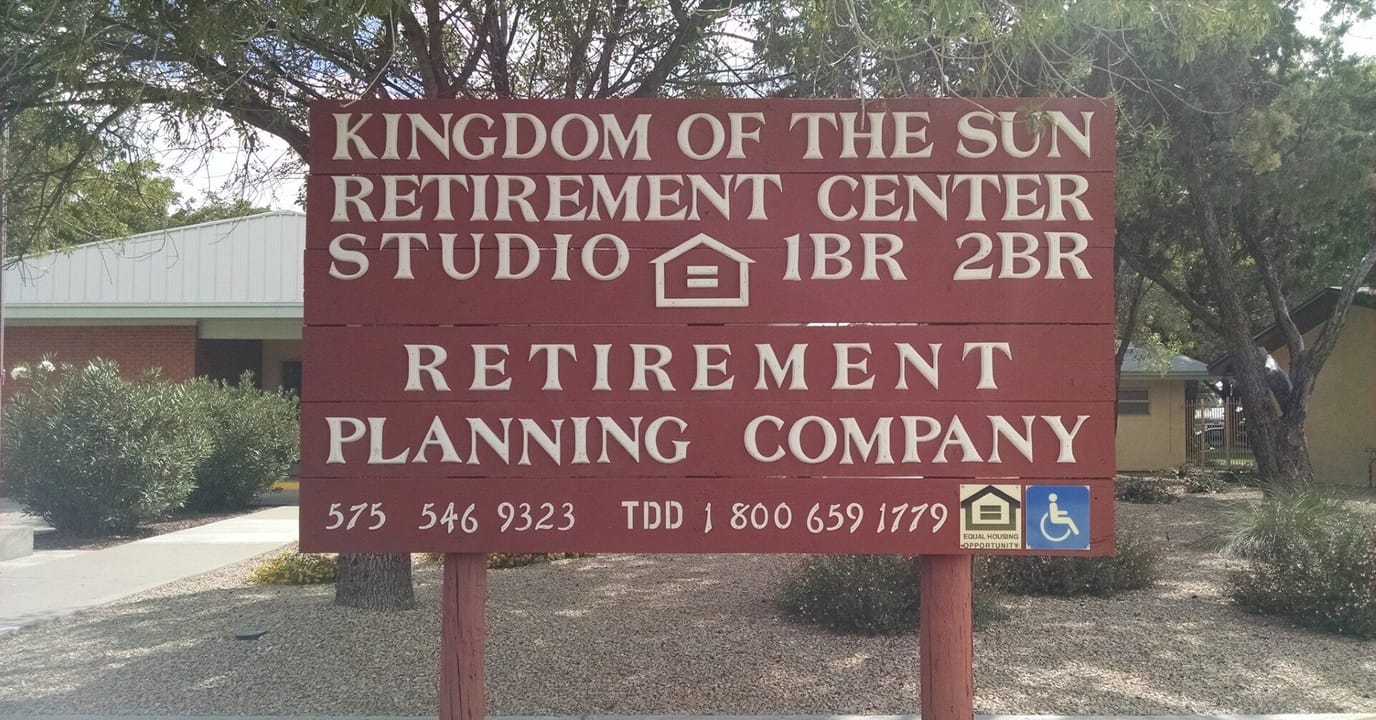 KINGDOM OF THE SUN
RETIREMENT CENTER
STUDIO 1BR 2BR
RETIREMENT
PLANNING COMPANY
575 546 9323 TDD 1 800 659 1779
EQUAL HOUSING
OPPORTUNITY